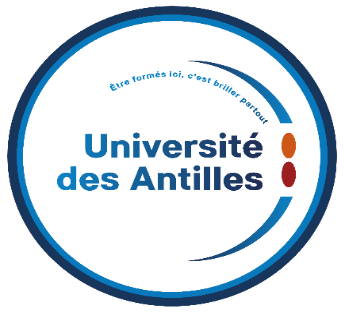 Être formés ici, c'est briller partout
Université
des Antilles